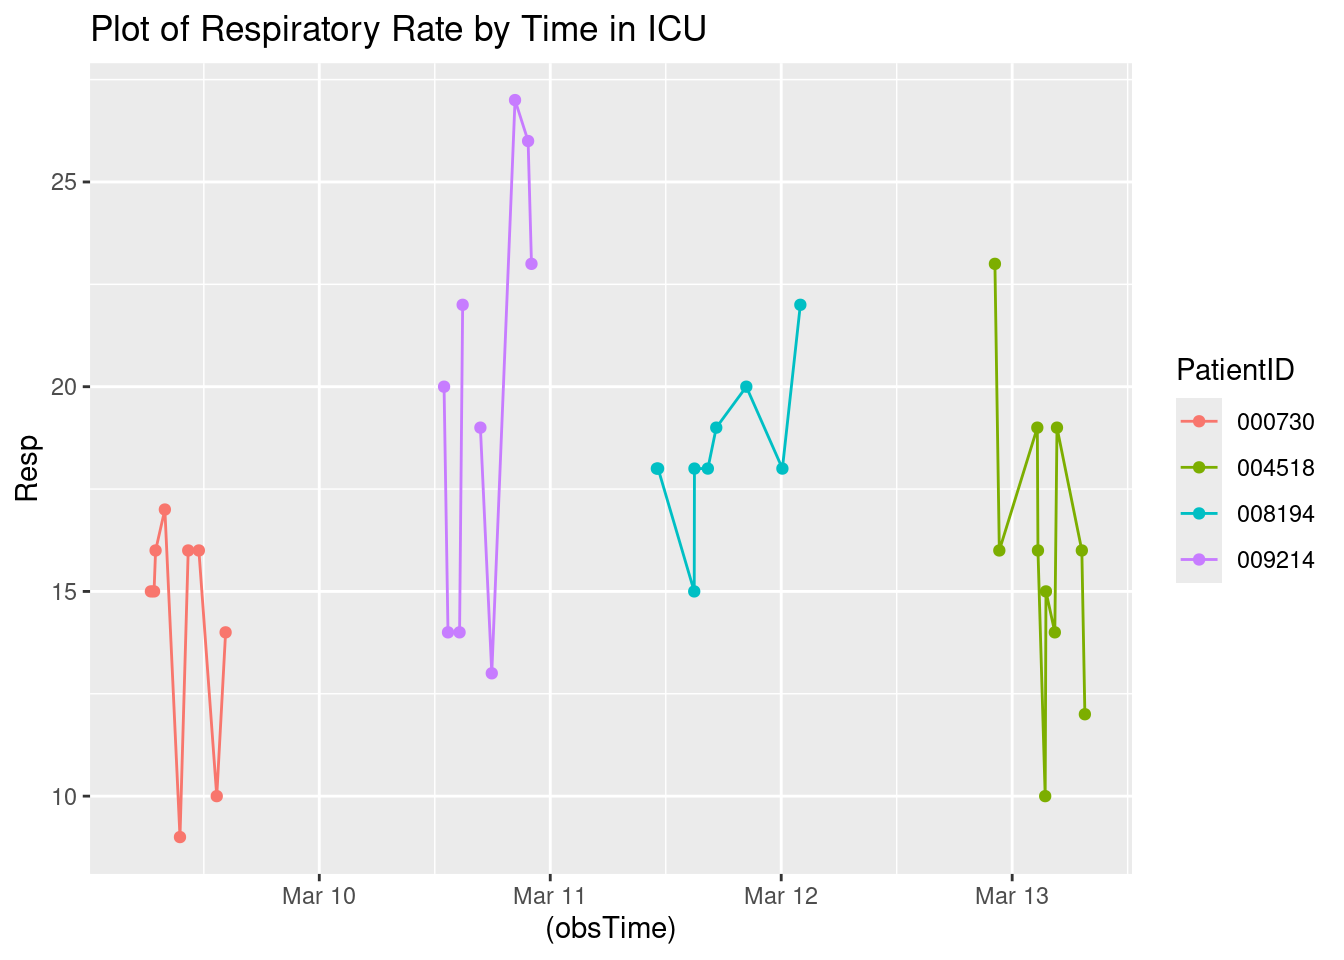 Plot of Respiratory Rate by Time in ICU
Resp
25
20
15
10
Mar 10
Mar 11
Mar 12
Mar 13
(obsTime)
PatientID
000730
004518
008194
009214